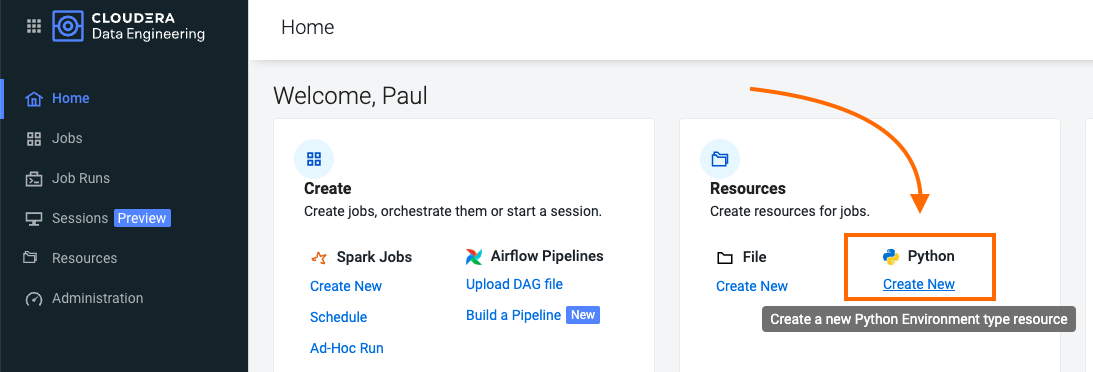 CLOUDERA
Data Engineering
Home
Jobs
Job Runs
Sessions Preview
Resources
Administration
Home
Welcome, Paul
Create
Create jobs, orchestrate them or start a session.
Spark Jobs
Create New
Schedule
Ad-Hoc Run
Airflow Pipelines
Upload DAG file
Build a Pipeline New
Resources
Create resources for jobs.
File
Create New
Python
Create New
Create a new Python Environment type resource